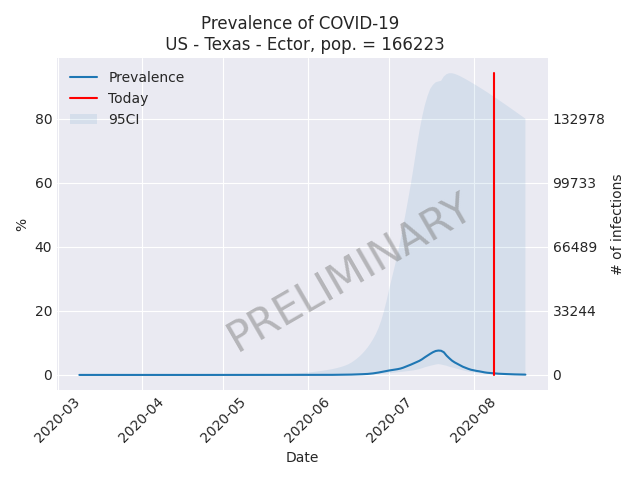 Prevalence of COVID-19
US - Texas - Ector, pop. = 166223
Prevalence
Today
95CI
80
60
40
20
0
%
132978
99733
66489
33244
0
# of infections
PRELIMINARY
2020-03
2020-04
2020-05
2020-06
2020-07
2020-08
Date